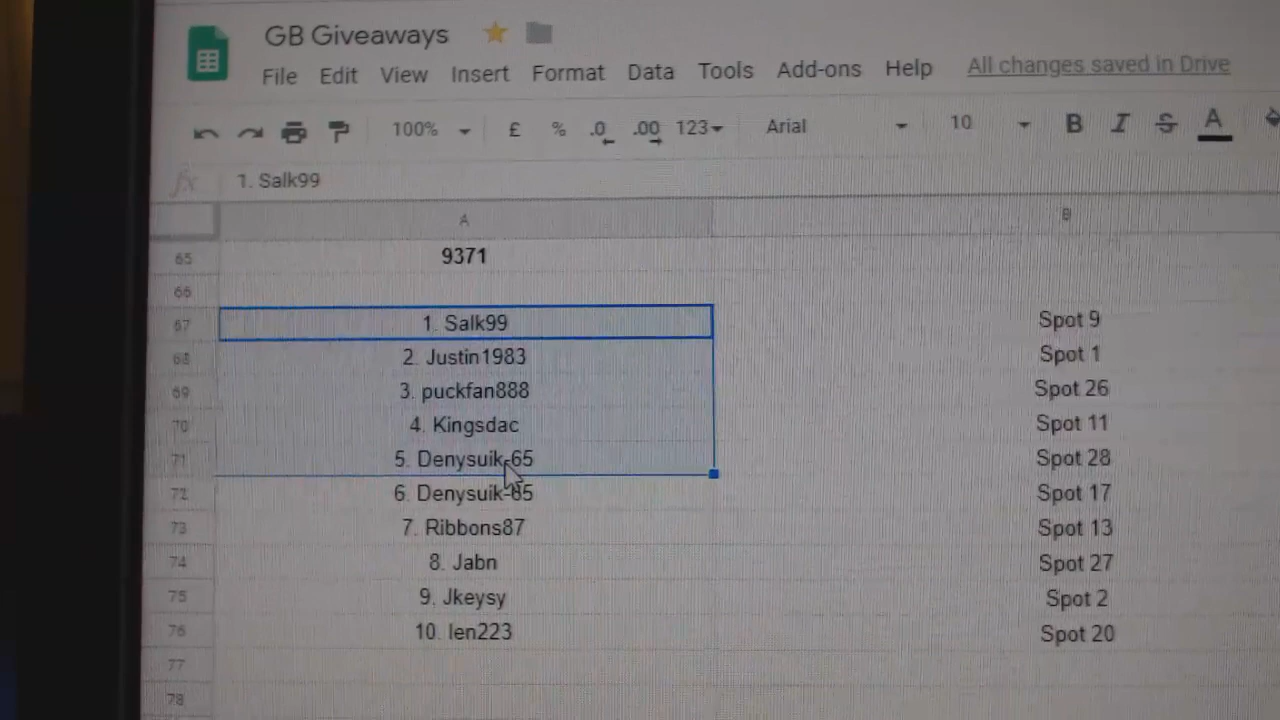 GB Giveaways
File Edit View Insert Format Data Tools Add-ons Help All changes saved in Drive
100% £ % .0 .00 123 Arial 10 B I S A
fx 1. Salk99
A B
65 9371
66
67 1. Salk99 Spot 9
68 2. Justin1983 Spot 1
69 3. puckfan888 Spot 26
70 4. Kingsdac Spot 11
71 5. Denysuik-65 Spot 28
72 6. Denysuik-65 Spot 17
73 7. Ribbons87 Spot 13
74 8. Jabn Spot 27
75 9. Jkeysy Spot 2
76 10. len223 Spot 20
77
78